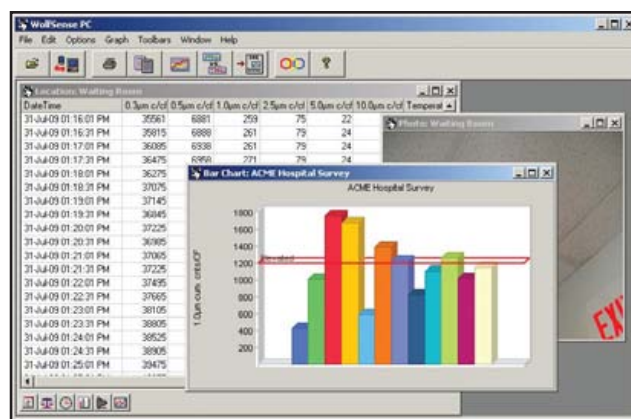 WolfSense PC
File Edit Options Graph Toolbars Window Help
Location: Waiting Room
DateTime 0.3µm c/cf 0.5µm c/cf 1.0µm c/cf 2.5µm c/cf 5.0µm c/cf 10.0µm c/cf Temperat
31-Jul-09 01:16:01 PM 35561 6881 259 75 22
31-Jul-09 01:16:31 PM 35815 6888 261 79 24
31-Jul-09 01:17:01 PM 36085 6938 261 79 24
31-Jul-09 01:17:31 PM 36475 6958 271 79 24
31-Jul-09 01:18:01 PM 36275
31-Jul-09 01:18:31 PM 37075
31-Jul-09 01:19:01 PM 37145
31-Jul-09 01:19:31 PM 36845
31-Jul-09 01:20:01 PM 37225
31-Jul-09 01:20:31 PM 36985
31-Jul-09 01:21:01 PM 37065
31-Jul-09 01:21:31 PM 37225
31-Jul-09 01:22:01 PM 37495
31-Jul-09 01:22:31 PM 37665
31-Jul-09 01:23:01 PM 38105
31-Jul-09 01:23:31 PM 38805
31-Jul-09 01:24:01 PM 38525
31-Jul-09 01:24:31 PM 38905
31-Jul-09 01:25:01 PM 39475
Photo: Waiting Room
EXI
Bar Chart: ACME Hospital Survey
ACME Hospital Survey
1800
1600
1400
1200
1000
800
600
400
200
Elevated